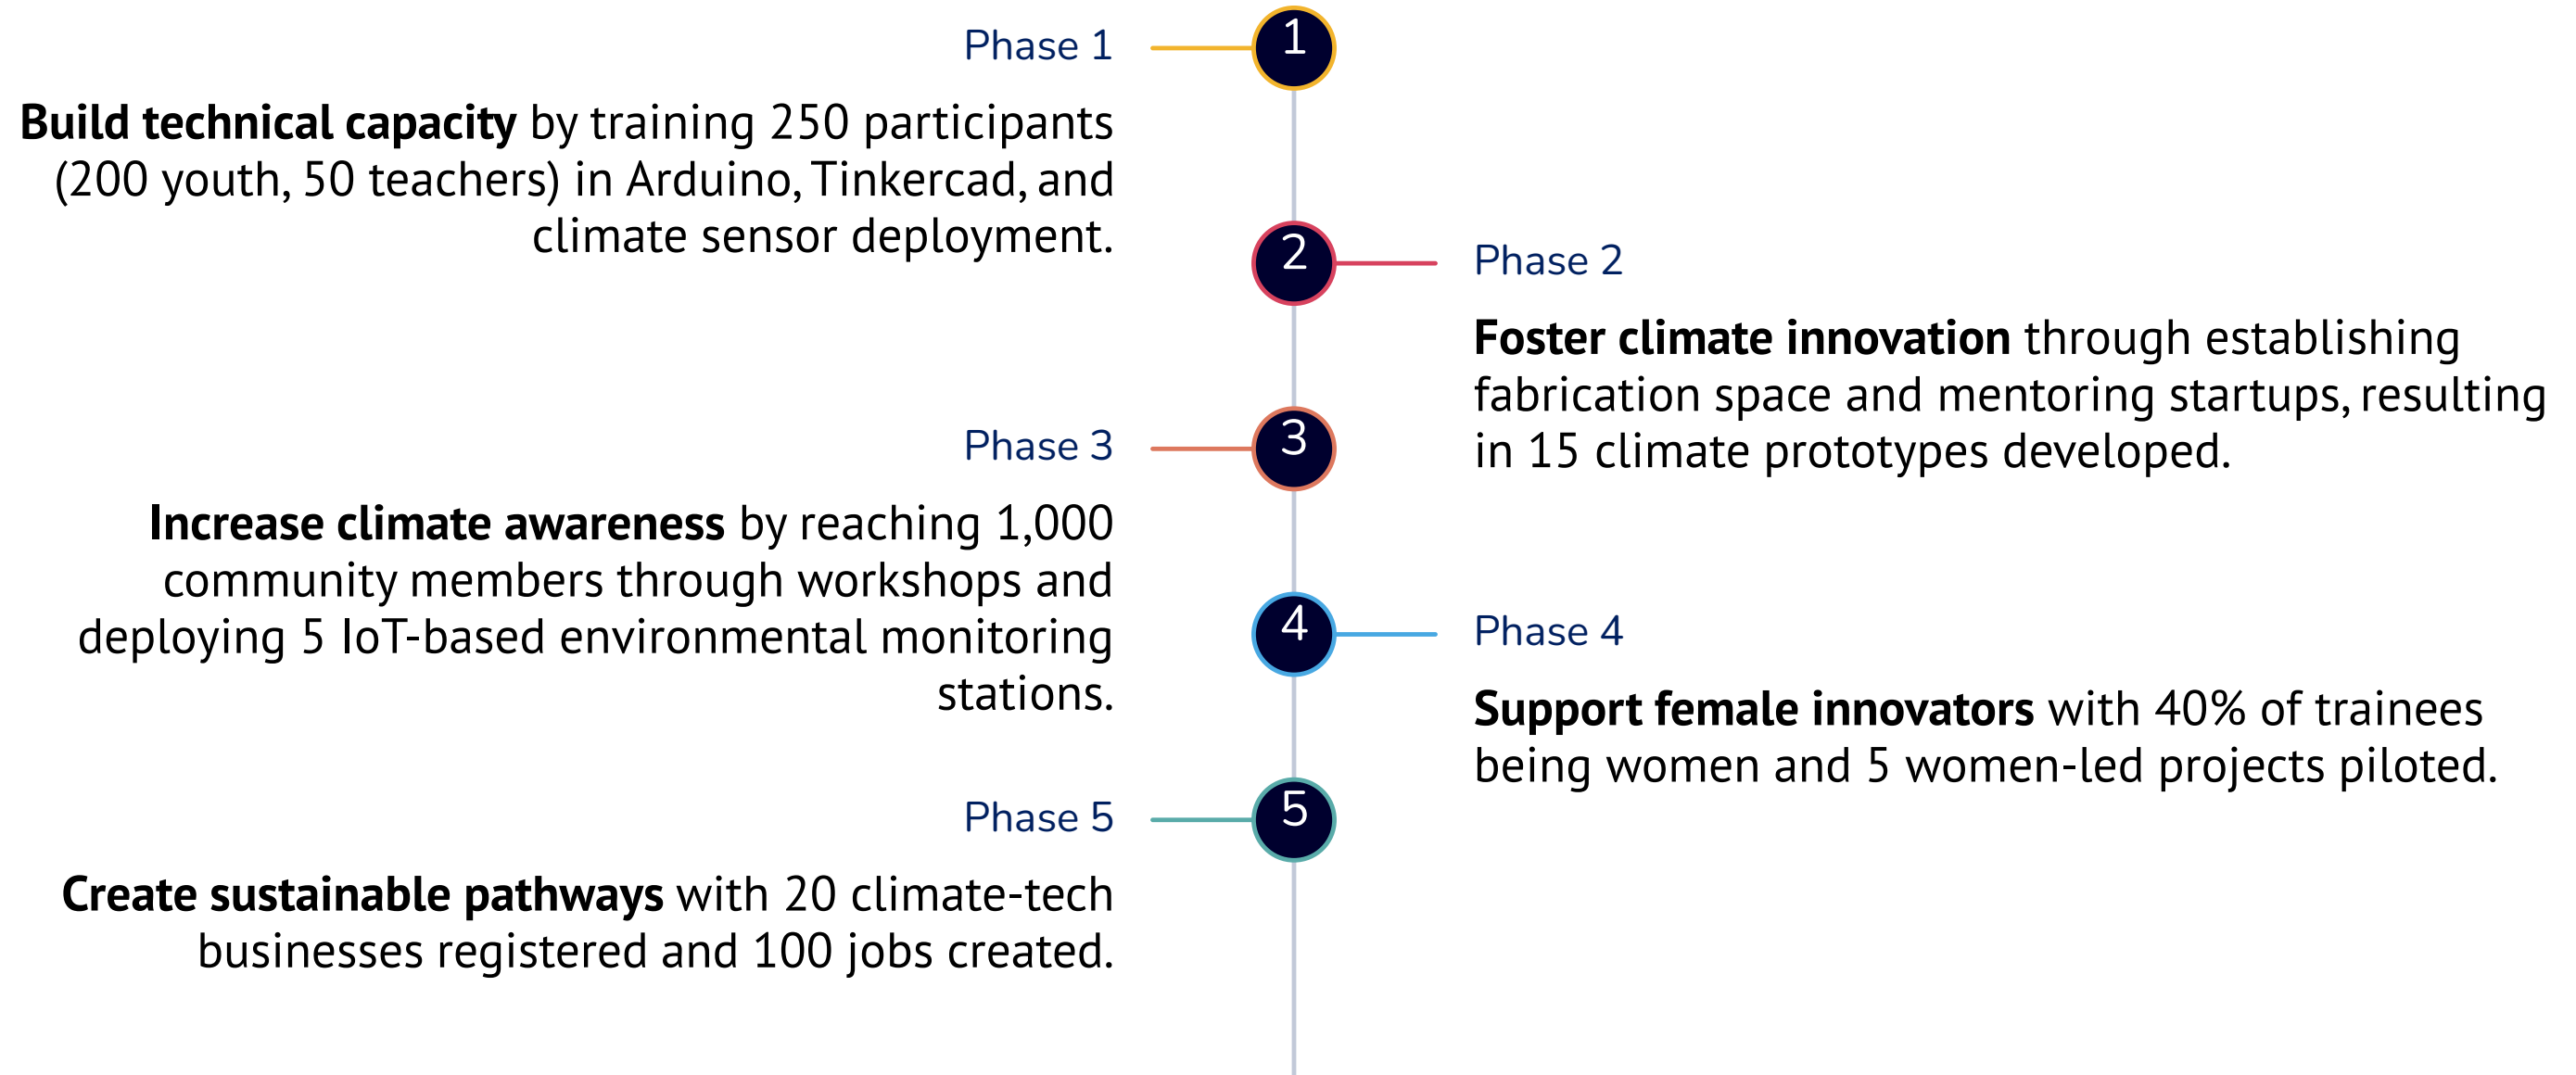 Phase 1
1
Build technical capacity by training 250 participants
(200 youth, 50 teachers) in Arduino, Tinkercad, and
climate sensor deployment.
2
Phase 2
Foster climate innovation through establishing
fabrication space and mentoring startups, resulting
in 15 climate prototypes developed.
Phase 3
3
Increase climate awareness by reaching 1,000
community members through workshops and
deploying 5 IoT-based environmental monitoring
stations.
4
Phase 4
Support female innovators with 40% of trainees
being women and 5 women-led projects piloted.
Phase 5
5
Create sustainable pathways with 20 climate-tech
businesses registered and 100 jobs created.